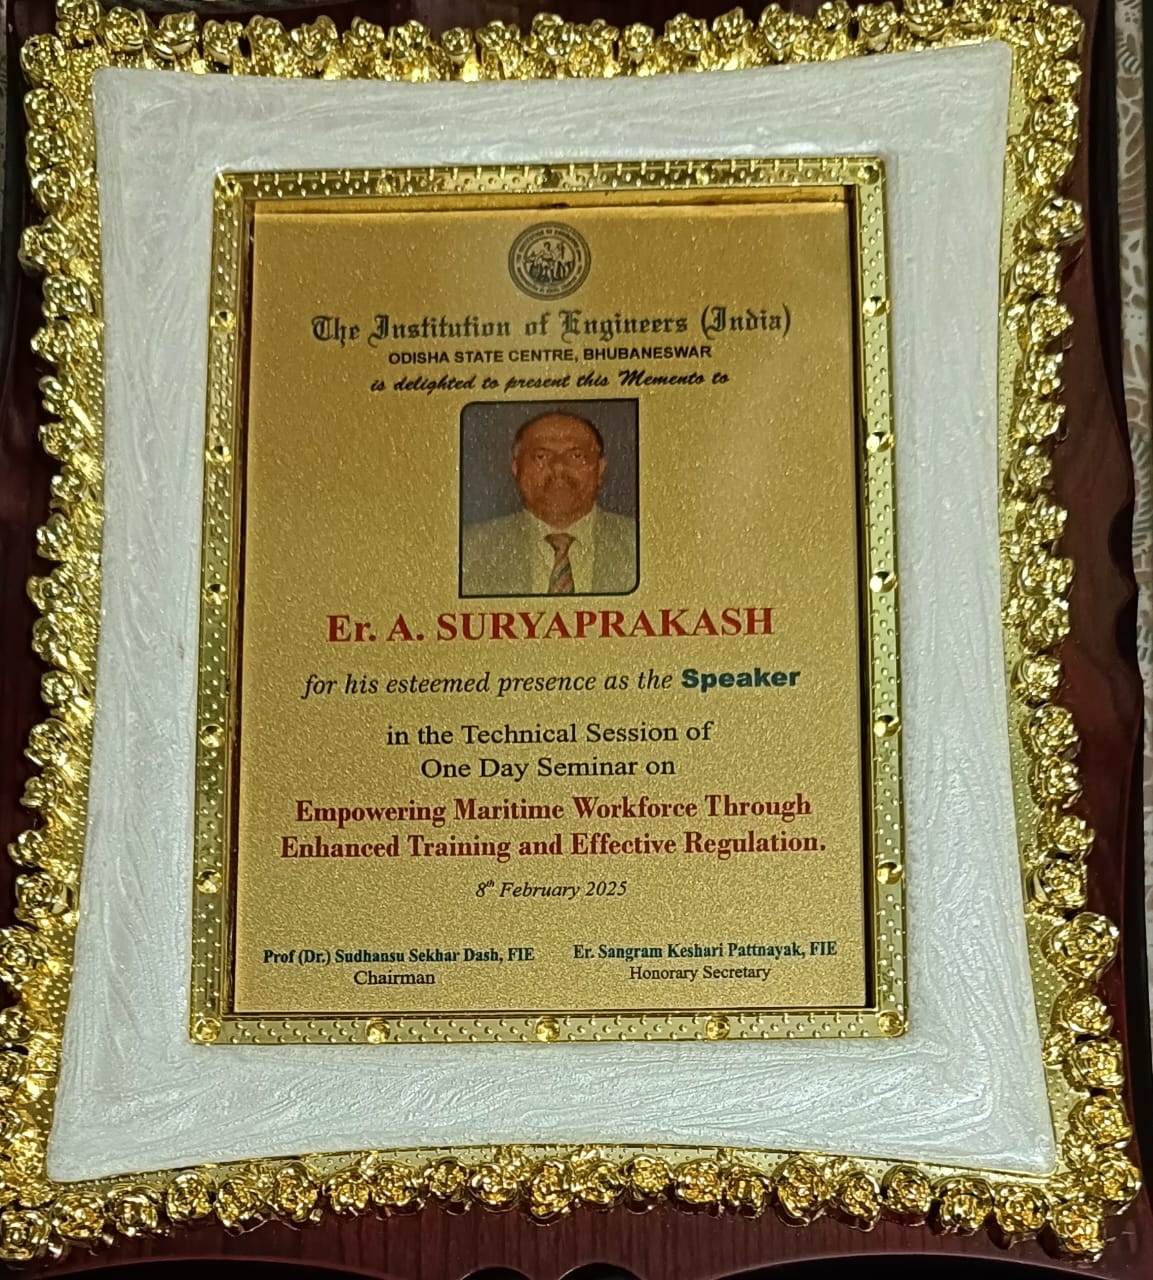 The Institution of Engineers (India)
ODISHA STATE CENTRE, BHUBANESWAR
is delighted to present this Memento to
Er. A. SURYAPRAKASH
for his esteemed presence as the Speaker
in the Technical Session of
One Day Seminar on
Empowering Maritime Workforce Through
Enhanced Training and Effective Regulation.
8th February 2025
Prof (Dr.) Sudhansu Sekhar Dash, FIE
Chairman
Er. Sangram Keshari Pattnayak, FIE
Honorary Secretary